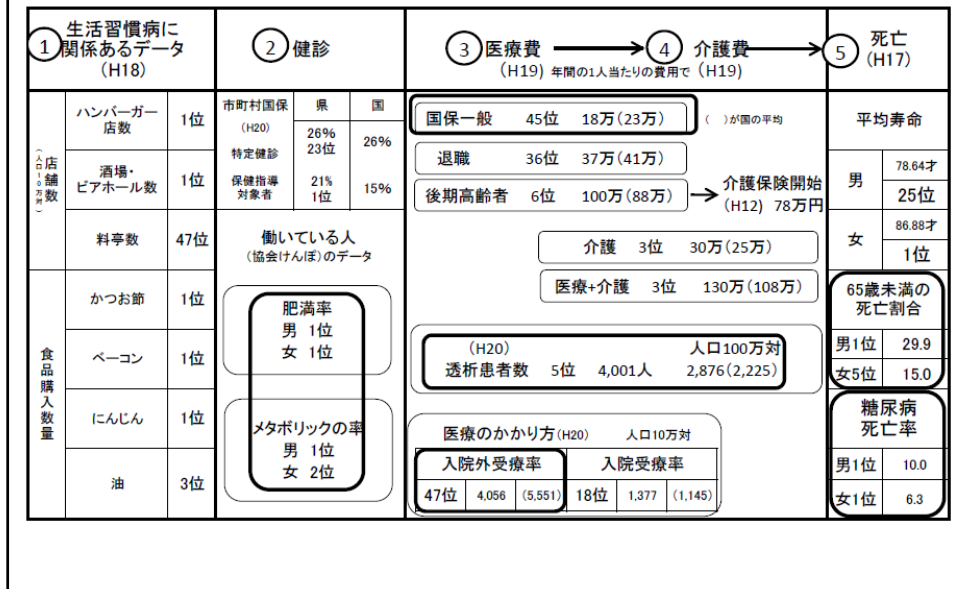 ① 生活習慣病に
関係あるデータ
(H18)
② 健診
③ 医療費 → ④ 介護費 →
(H19) 年間の1人当たりの費用で (H19)
⑤ 死亡
(H17)
店舗数
(人口10万対)
ハンバーガー
店数
1位
酒場・
ビアホール数
1位
料亭数
47位
食品購入数量
かつお節
1位
ベーコン
1位
にんじん
1位
油
3位
市町村国保 県 国
(H20)
特定健診
26%
23位
26%
保健指導
対象者
21%
1位
15%
働いている人
(協会けんぽ)のデータ
肥満率
男 1位
女 1位
メタボリックの率
男 1位
女 2位
国保一般 45位 18万(23万)
( )が国の平均
退職 36位 37万(41万)
後期高齢者 6位 100万(88万)
→ 介護保険開始
(H12) 78万円
介護 3位 30万(25万)
医療+介護 3位 130万(108万)
(H20) 人口100万対
透析患者数 5位 4,001人 2,876(2,225)
医療のかかり方(H20) 人口10万対
入院外受療率 入院受療率
47位 4,056 (5,551) 18位 1,377 (1,145)
平均寿命
男
78.64才
25位
女
86.88才
1位
65歳未満の
死亡割合
男1位 29.9
女5位 15.0
糖尿病
死亡率
男1位 10.0
女1位 6.3